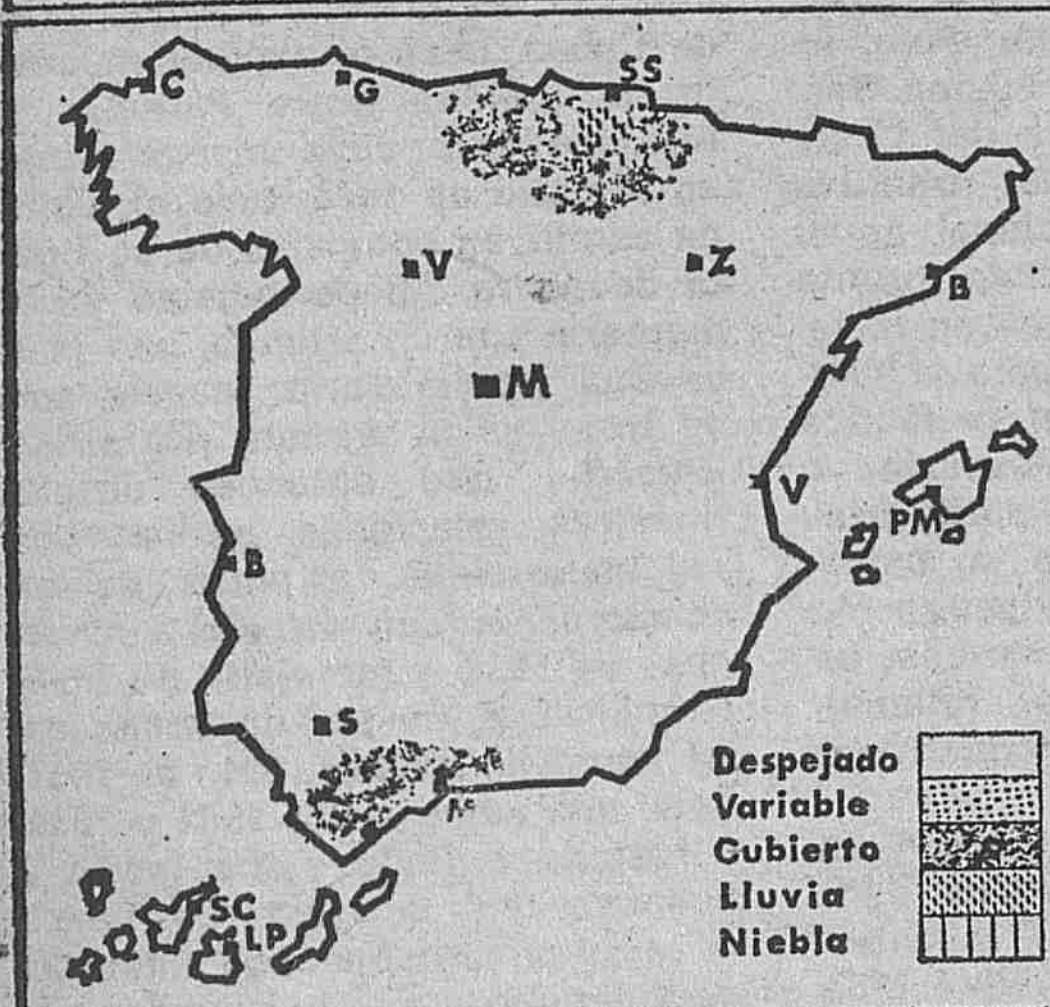 C
G
SS
V
Z
B
M
V
PM
B
S
SC
LP
Despejado
Variable
Cubierto
Lluvia
Niebla